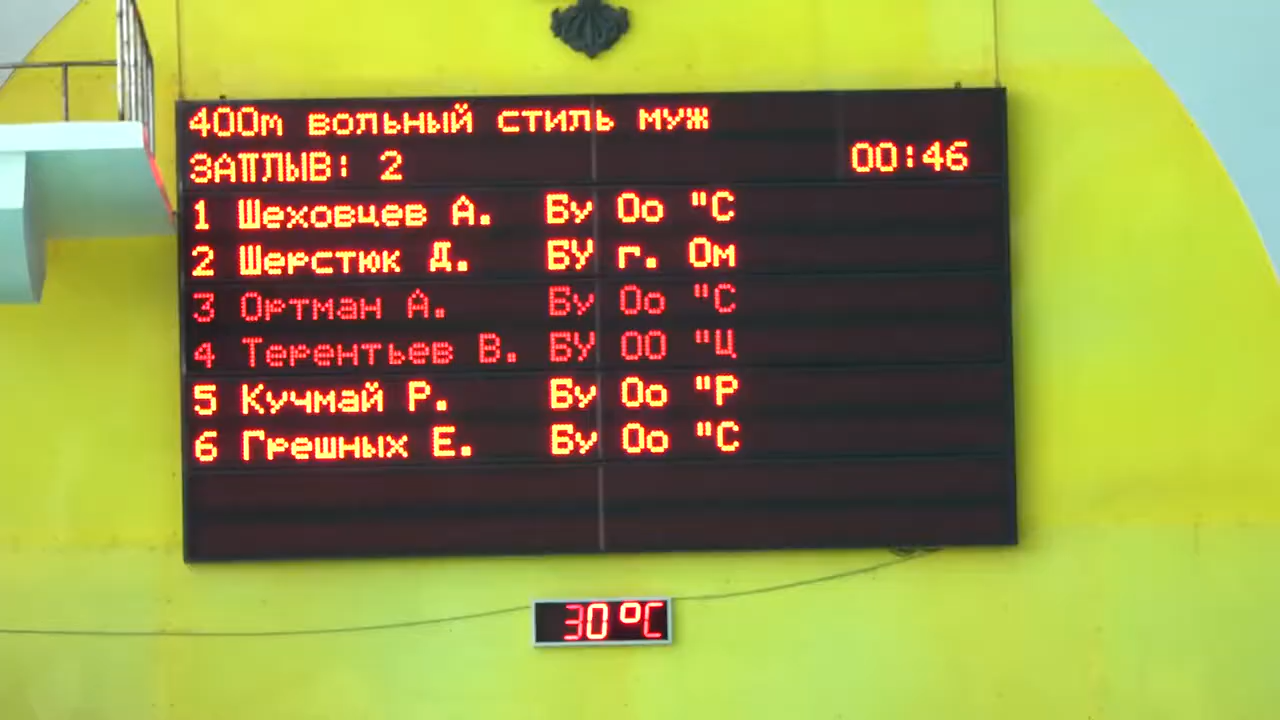 400m вольный стиль муж
ЗАПЛЫВ: 2 00:46
1 Шеховцев А. Бу Оо "С
2 Шерстюк Д. БУ г. Ом
3 Ортман А. Бу Оо "С
4 Терентьев В. БУ ОО "Ц
5 Кучмай Р. Бу Оо "Р
6 Грешных Е. Бу Оо "С
30°C